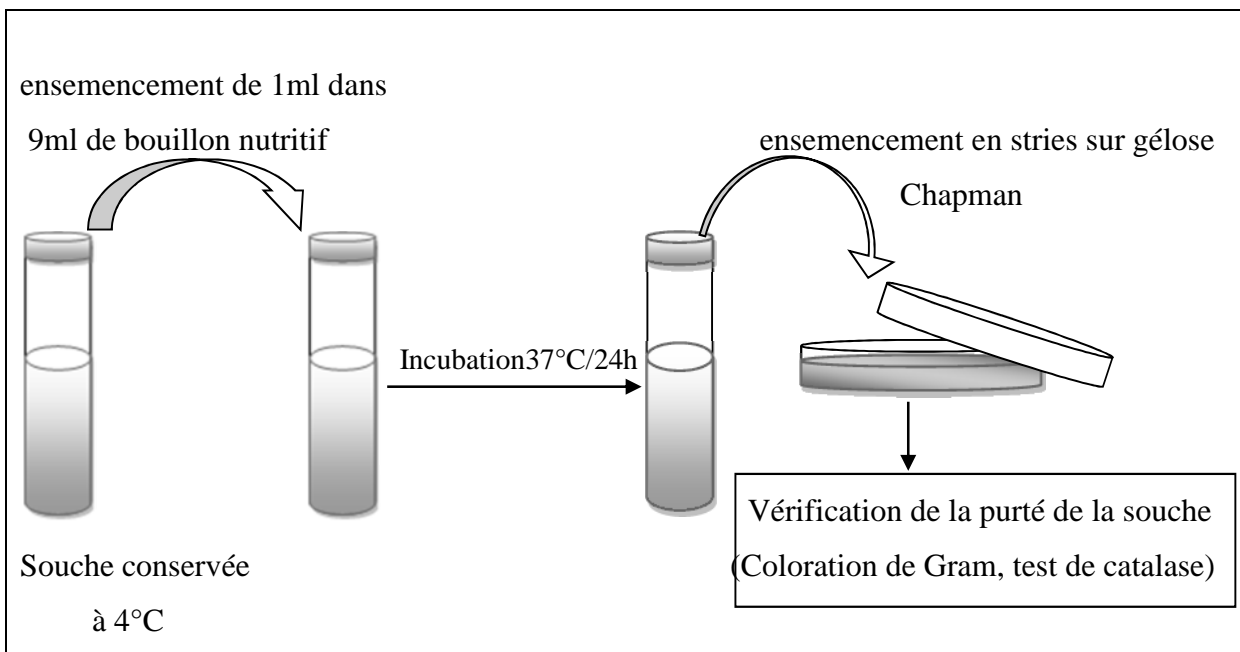 ensemencement de 1ml dans
9ml de bouillon nutritif
ensemencement en stries sur gélose
Chapman
Incubation37°C/24h
Souche conservée
à 4°C
Vérification de la purté de la souche
(Coloration de Gram, test de catalase)